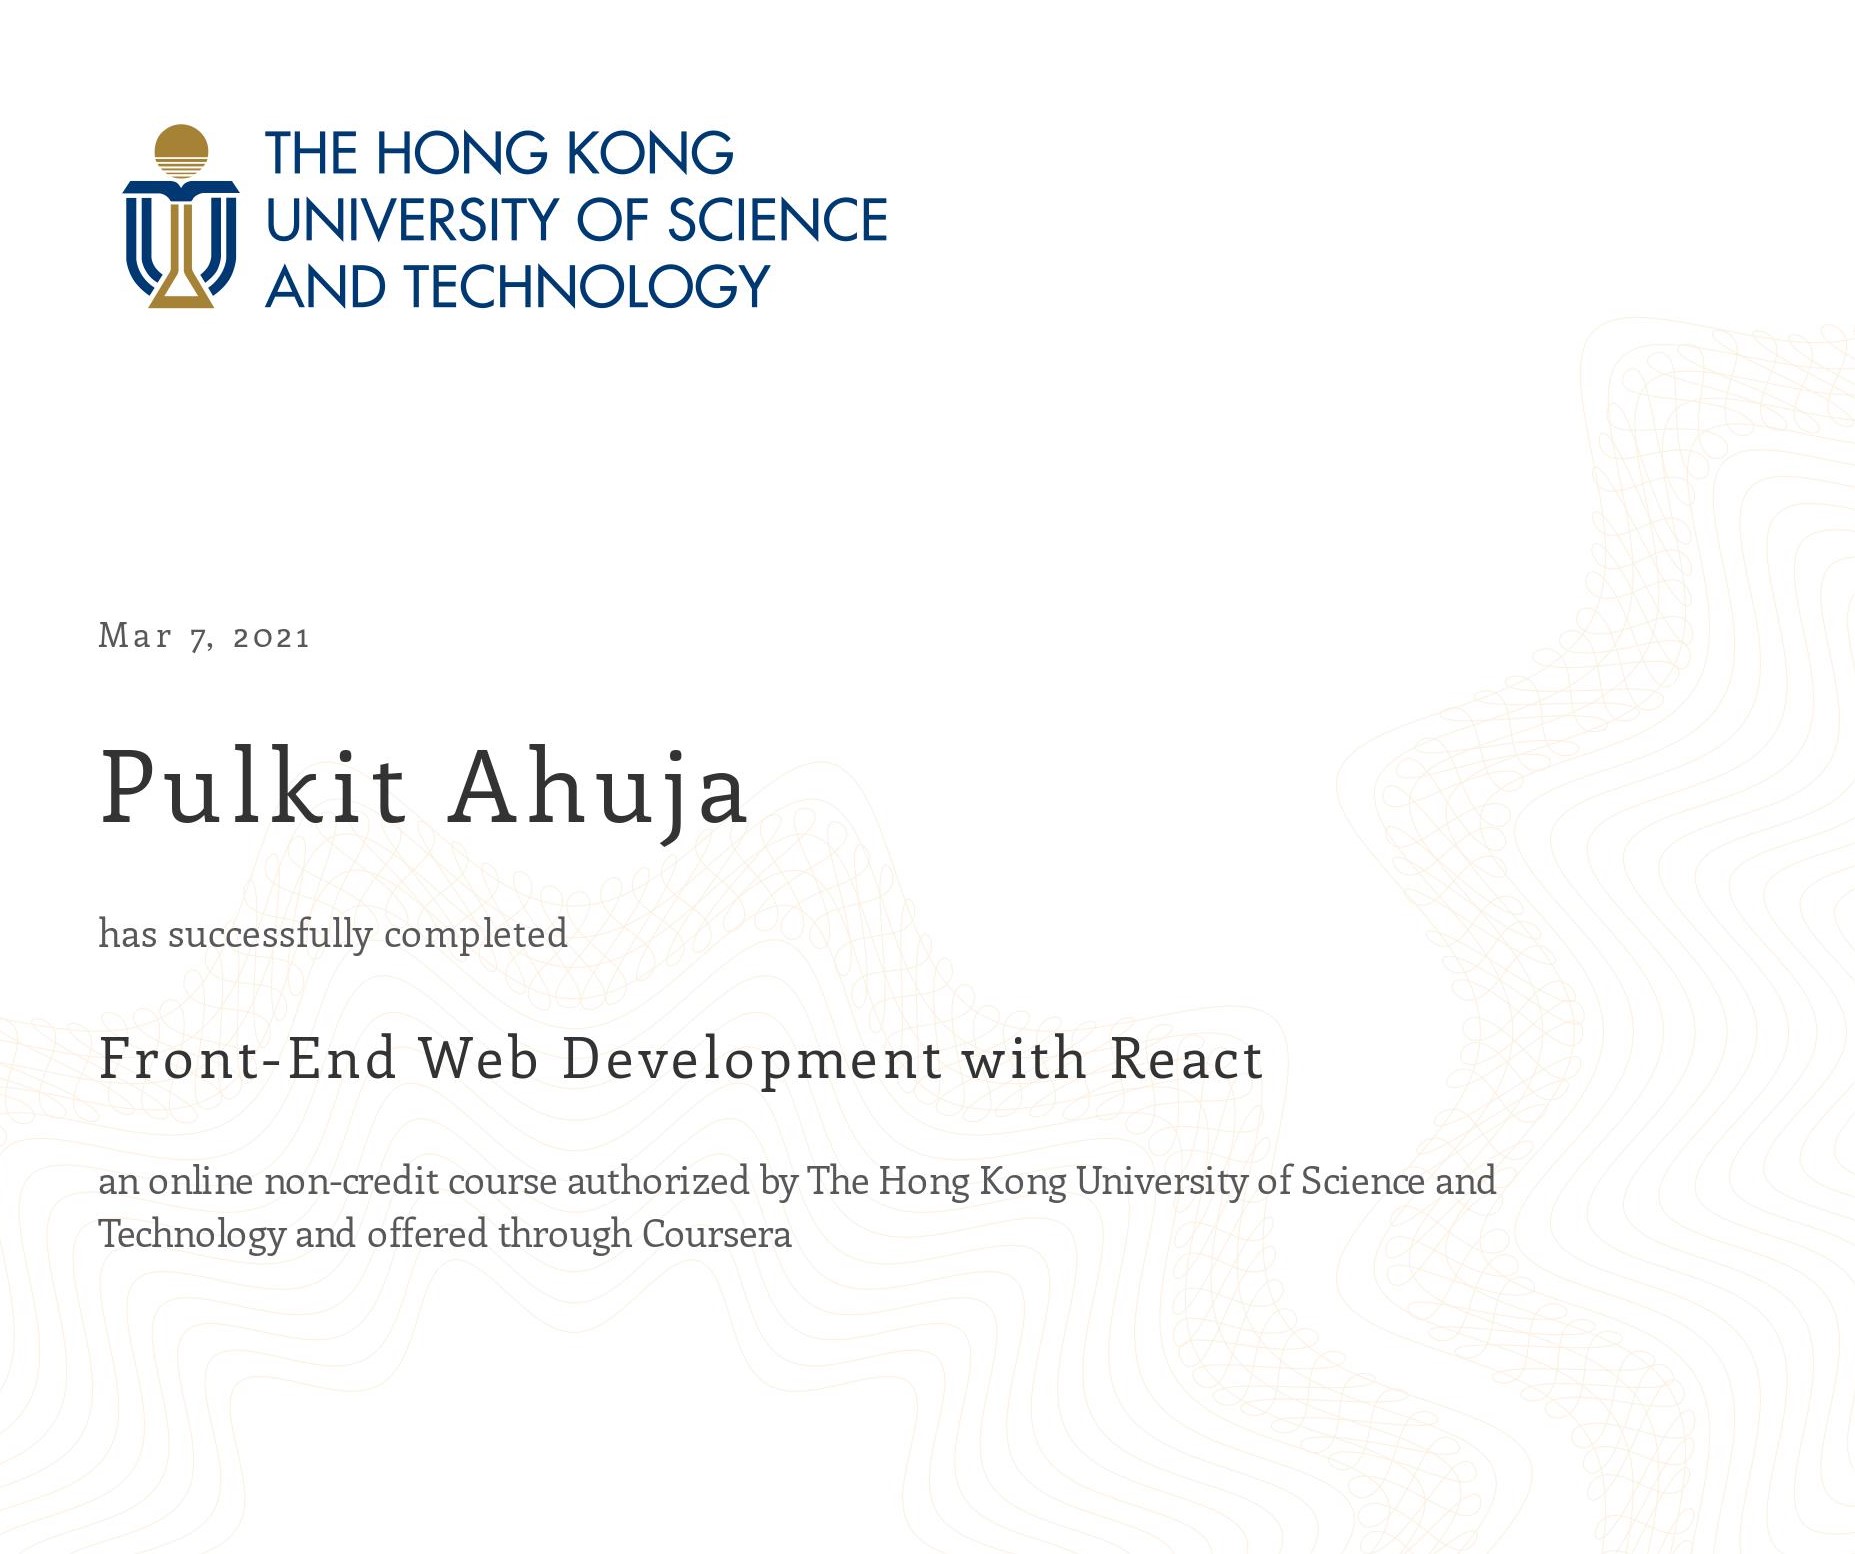 THE HONG KONG
UNIVERSITY OF SCIENCE
AND TECHNOLOGY
Mar 7, 2021
Pulkit Ahuja
has successfully completed
Front-End Web Development with React
an online non-credit course authorized by The Hong Kong University of Science and
Technology and offered through Coursera